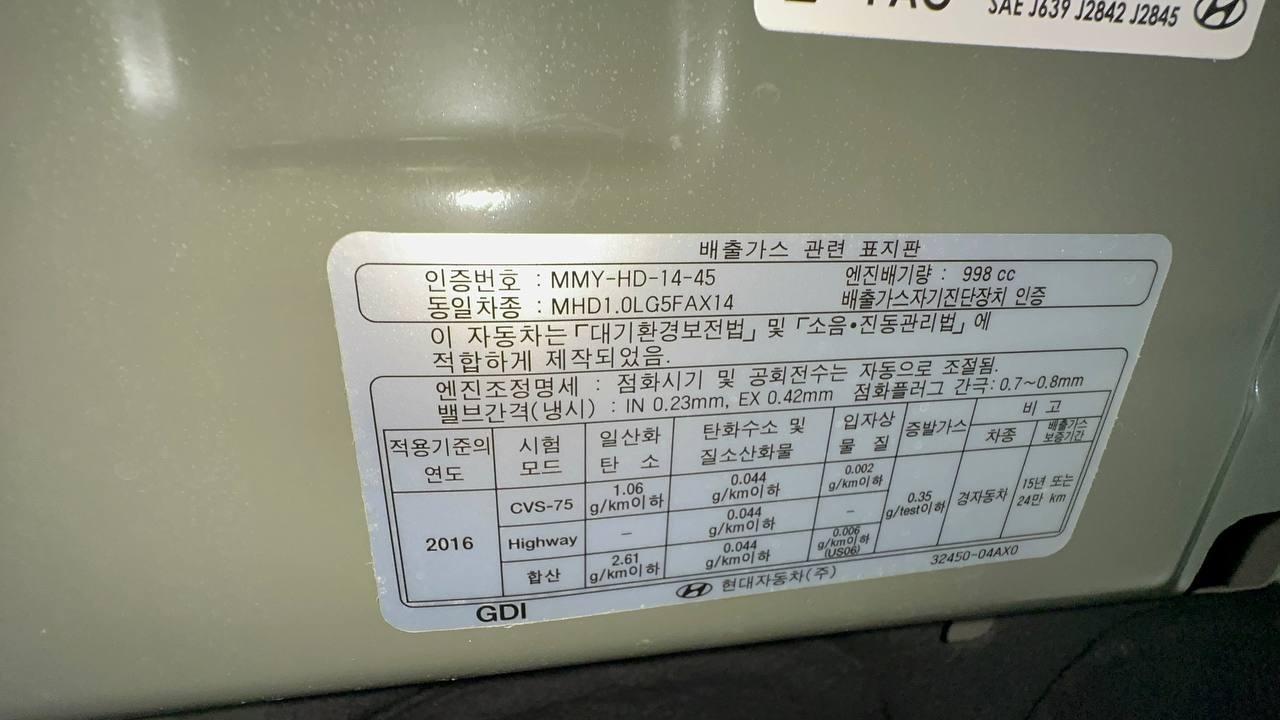 SAE J639 J2842 J2845
배출가스 관련 표지판
인증번호 : MMY-HD-14-45 엔진배기량 : 998 cc
동일차종 : MHD1.0LG5FAX14 배출가스자기진단장치 인증
이 자동차는 「대기환경보전법」 및 「소음•진동관리법」 에
적합하게 제작되었음.
엔진조정명세 : 점화시기 및 공회전수는 자동으로 조절됨.
밸브간격(냉시) : IN 0.23mm, EX 0.42mm 점화플러그 간극: 0.7~0.8mm
적용기준의 연도 시험 모드 일산화 탄 소 탄화수소 및 질소산화물 입자상 물 질 증발가스 비 고
차종 배출가스 보증기간
2016 CVS-75 1.06 g/km이하 0.044 g/km이하 0.002 g/km이하 0.35 g/test이하 경자동차 15년 또는 24만 km
Highway – 0.044 g/km이하 –
합산 2.61 g/km이하 0.044 g/km이하 0.006 g/km이하 (US06)
GDI 현대자동차(주) 32450-04AX0